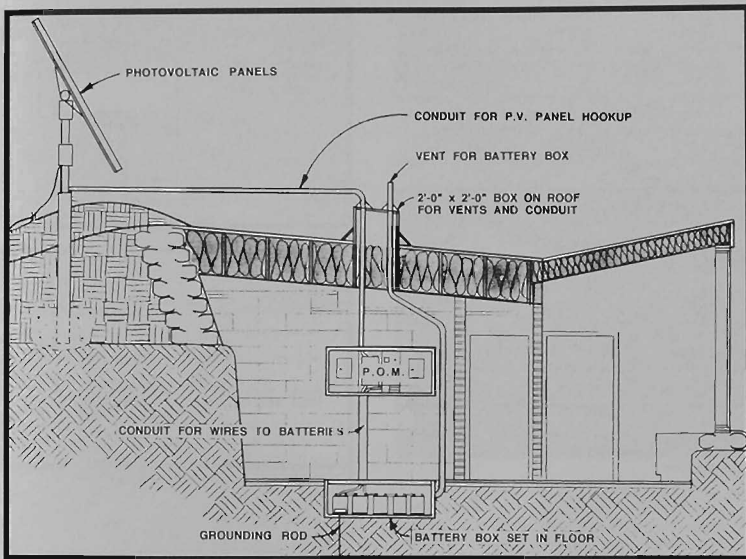 PHOTOVOLTAIC PANELS
CONDUIT FOR P.V. PANEL HOOKUP
VENT FOR BATTERY BOX
2'-0" x 2'-0" BOX ON ROOF
FOR VENTS AND CONDUIT
P.O.M.
CONDUIT FOR WIRES TO BATTERIES
GROUNDING ROD
BATTERY BOX SET IN FLOOR